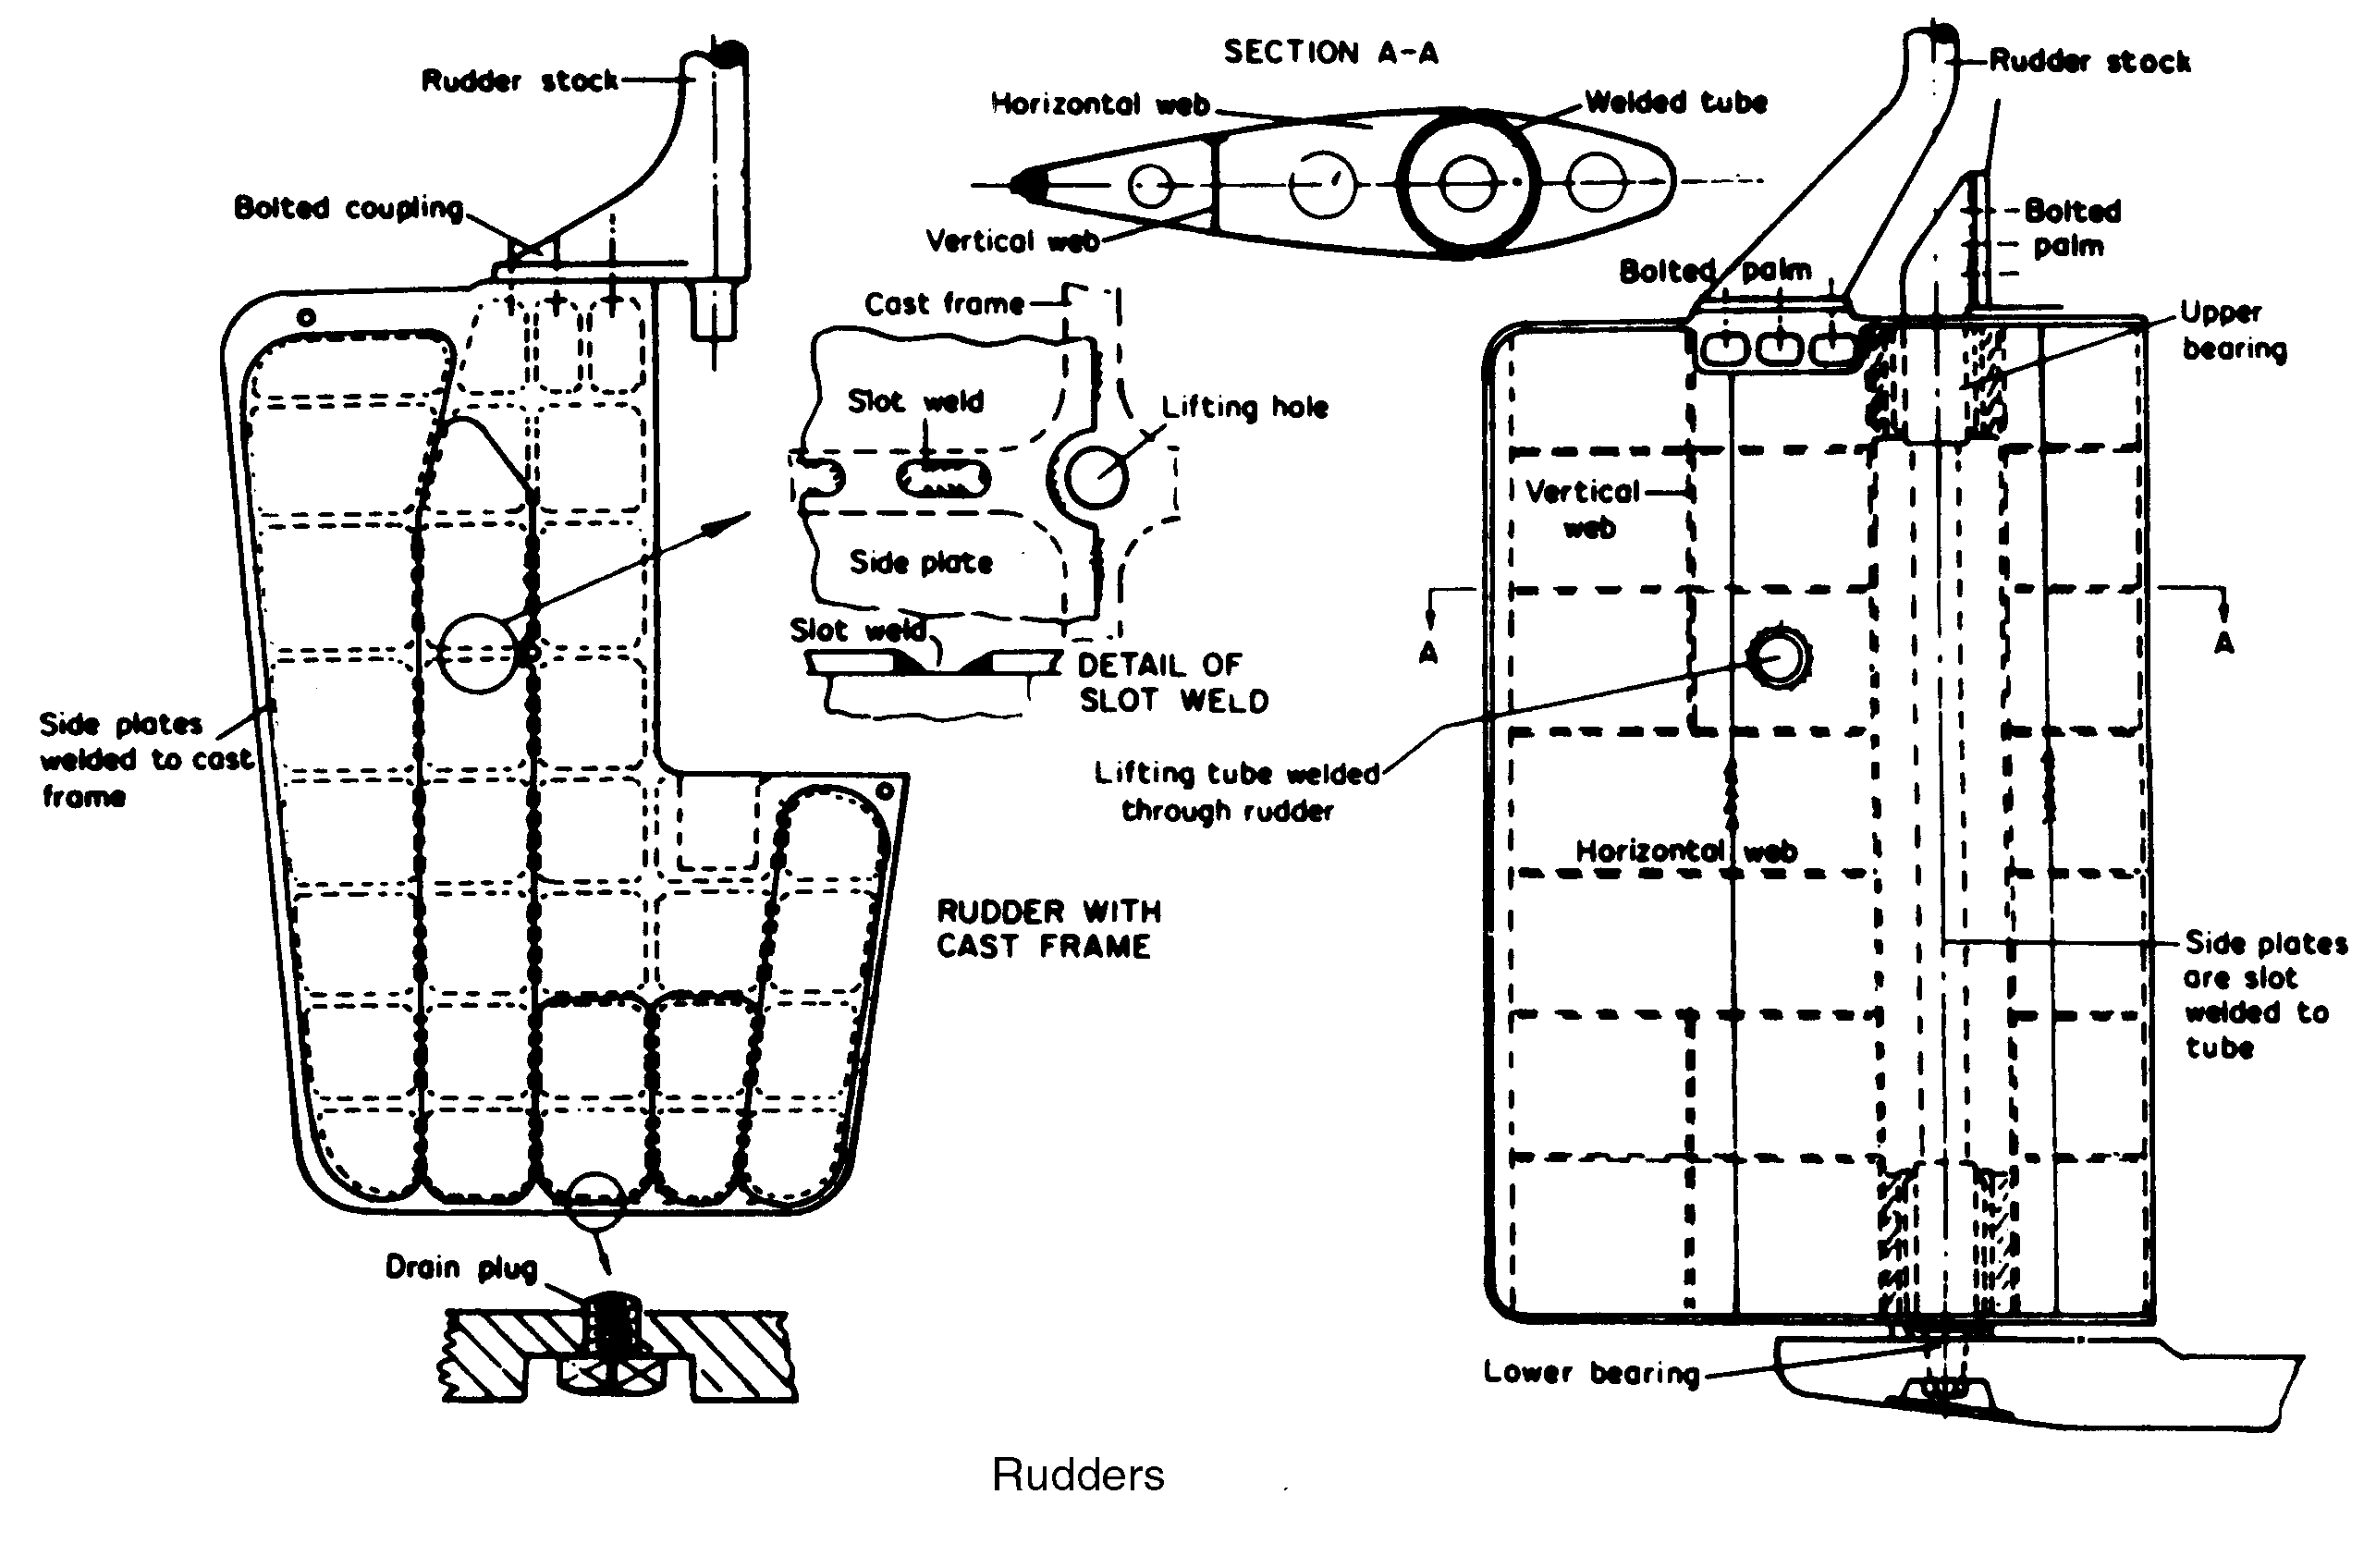 SECTION A-A
Rudder stock
Rudder stock
Horizontal web
Welded tube
Bolted coupling
Vertical web
Bolted
palm
Bolted palm
Cast frame
Upper
bearing
Slot weld
Lifting hole
Vertical
web
Side plate
Slot weld
DETAIL OF
SLOT WELD
A
A
Side plates
welded to cast
frame
Lifting tube welded
through rudder
Horizontal web
RUDDER WITH
CAST FRAME
Side plates
are slot
welded to
tube
Drain plug
Lower bearing
Rudders